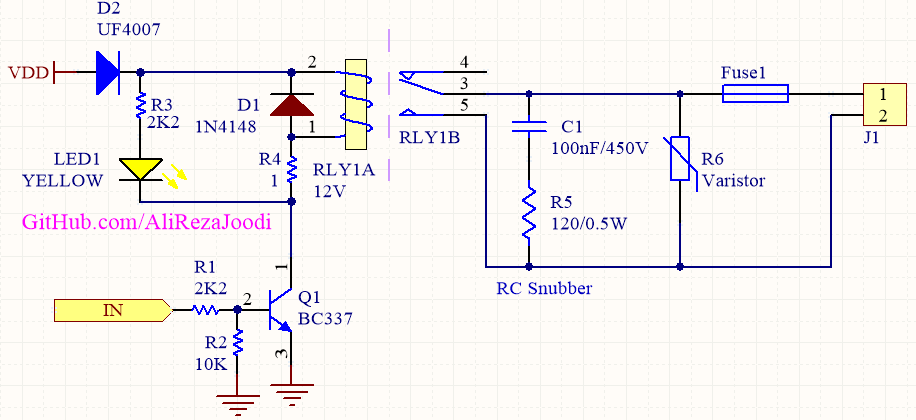 D2
UF4007
VDD
R3
2K2
D1
1N4148
2
1
4
3
5
Fuse1
1
2
J1
LED1
YELLOW
R4
1
RLY1A
12V
RLY1B
C1
100nF/450V
R6
Varistor
R5
120/0.5W
GitHub.com/AliRezaJoodi
RC Snubber
R1
2K2
IN
2
1
Q1
BC337
3
R2
10K